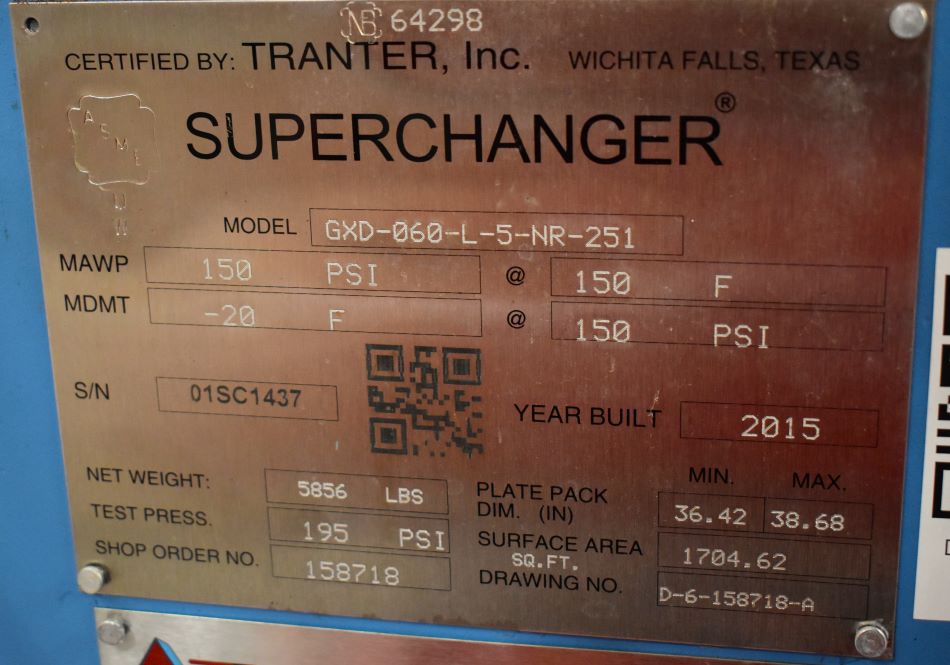 NB 64298
CERTIFIED BY: TRANTER, Inc. WICHITA FALLS, TEXAS
ASME
SUPERCHANGER®
U
W
MODEL GXD-060-L-5-NR-251
MAWP 150 PSI @ 150 F
MDMT -20 F @ 150 PSI
S/N 01SC1437
YEAR BUILT 2015
MIN. MAX.
NET WEIGHT: 5856 LBS
PLATE PACK DIM. (IN) 36.42 38.68
TEST PRESS. 195 PSI
SURFACE AREA SQ.FT. 1704.62
SHOP ORDER NO. 158718
DRAWING NO. D-6-158718-A